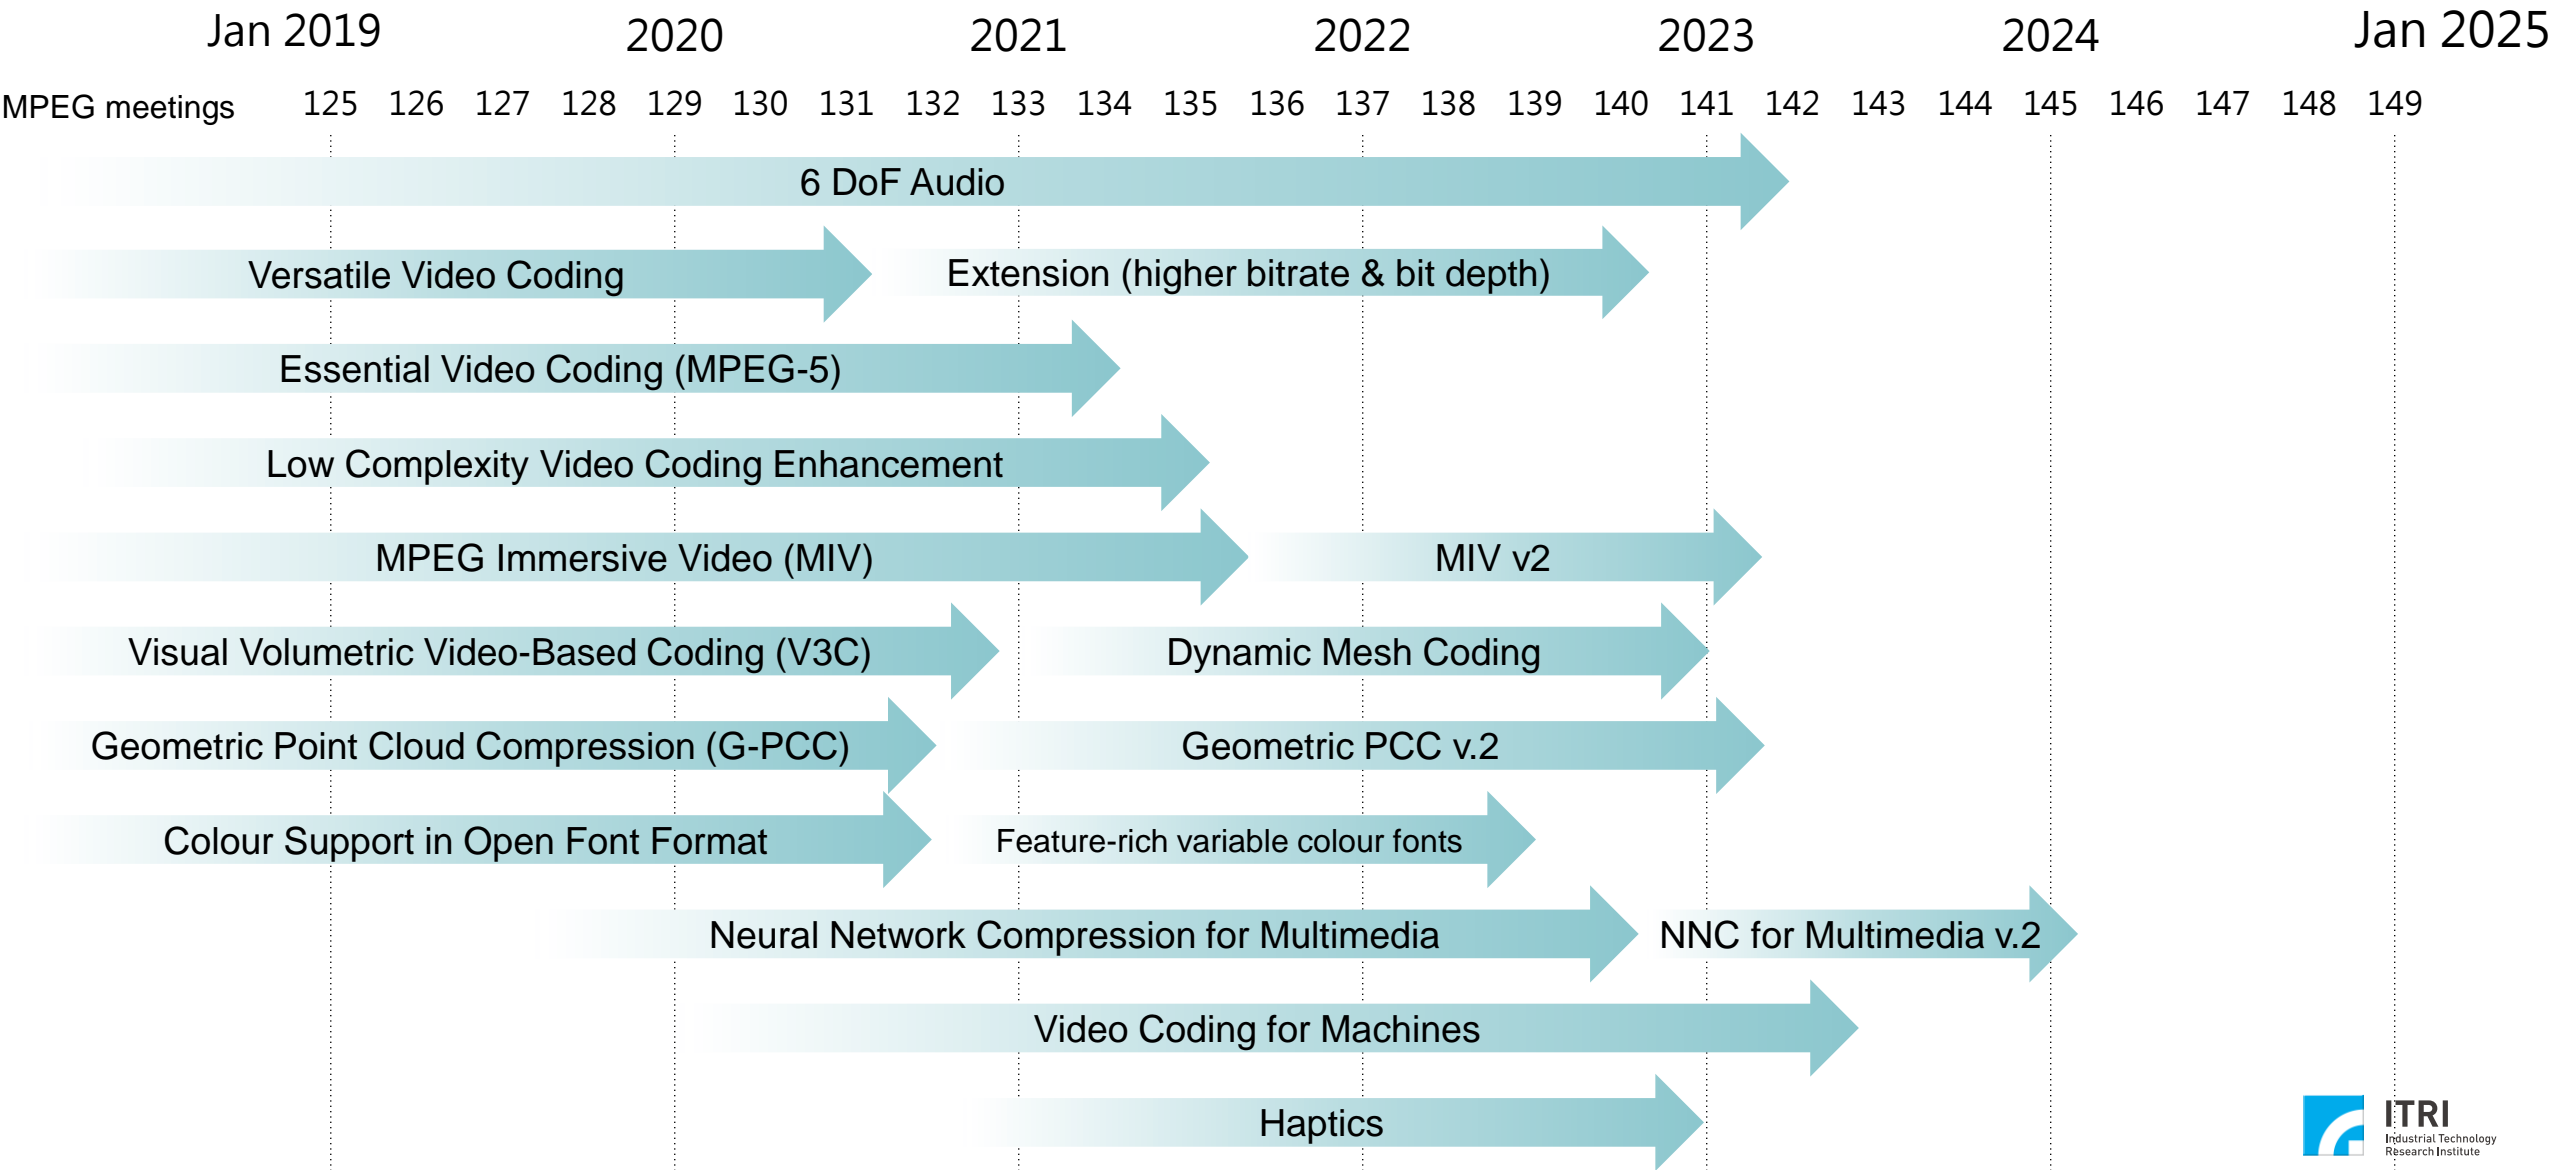 Jan 2019 2020 2021 2022 2023 2024 Jan 2025
MPEG meetings 125 126 127 128 129 130 131 132 133 134 135 136 137 138 139 140 141 142 143 144 145 146 147 148 149
6 DoF Audio
Versatile Video Coding Extension (higher bitrate & bit depth)
Essential Video Coding (MPEG-5)
Low Complexity Video Coding Enhancement
MPEG Immersive Video (MIV) MIV v2
Visual Volumetric Video-Based Coding (V3C) Dynamic Mesh Coding
Geometric Point Cloud Compression (G-PCC) Geometric PCC v.2
Colour Support in Open Font Format Feature-rich variable colour fonts
Neural Network Compression for Multimedia NNC for Multimedia v.2
Video Coding for Machines
Haptics
ITRI
Industrial Technology
Research Institute